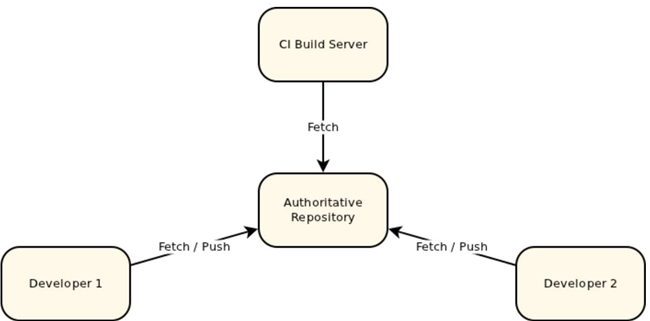 CI Build Server
Fetch
Authoritative
Repository
Fetch / Push
Fetch / Push
Developer 1
Developer 2